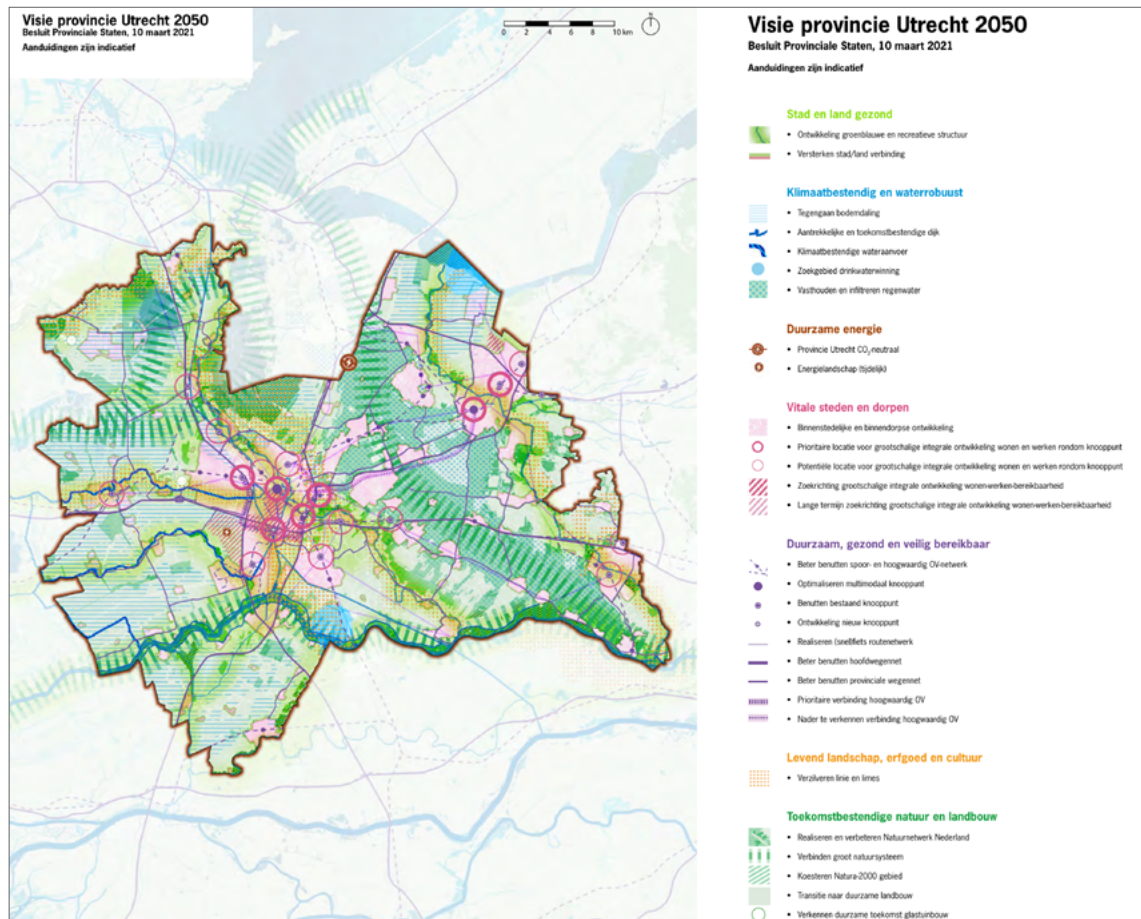 Visie provincie Utrecht 2050
Besluit Provinciale Staten, 10 maart 2021
Aanduidingen zijn indicatief
0 2 4 6 8 10 km
N
Visie provincie Utrecht 2050
Besluit Provinciale Staten, 10 maart 2021
Aanduidingen zijn indicatief
Stad en land gezond
• Ontwikkeling groenblauwe en recreatieve structuur
• Versterken stad/land verbinding
Klimaatbestendig en waterrobuust
• Tegengaan bodemdaling
• Aantrekkelijke en toekomstbestendige dijk
• Klimaatbestendige wateraanvoer
• Zoekgebied drinkwaterwinning
• Vasthouden en infiltreren regenwater
Duurzame energie
• Provincie Utrecht CO2-neutraal
• Energielandschap (tijdelijk)
Vitale steden en dorpen
• Binnenstedelijke en binnendorpse ontwikkeling
• Prioritaire locatie voor grootschalige integrale ontwikkeling wonen en werken rondom knooppunt
• Potentiële locatie voor grootschalige integrale ontwikkeling wonen en werken rondom knooppunt
• Zoekrichting grootschalige integrale ontwikkeling wonen-werken-bereikbaarheid
• Lange termijn zoekrichting grootschalige integrale ontwikkeling wonen-werken-bereikbaarheid
Duurzaam, gezond en veilig bereikbaar
• Beter benutten spoor- en hoogwaardig OV-netwerk
• Optimaliseren multimodaal knooppunt
• Benutten bestaand knooppunt
• Ontwikkeling nieuw knooppunt
• Realiseren (snel)fiets routenetwerk
• Beter benutten hoofdwegennet
• Beter benutten provinciale wegennet
• Prioritaire verbinding hoogwaardig OV
• Nader te verkennen verbinding hoogwaardig OV
Levend landschap, erfgoed en cultuur
• Verzilveren linie en limes
Toekomstbestendige natuur en landbouw
• Realiseren en verbeteren Natuurnetwerk Nederland
• Verbinden groot natuursysteem
• Koesteren Natura-2000 gebied
• Transitie naar duurzame landbouw
• Verkennen duurzame toekomst glastuinbouw